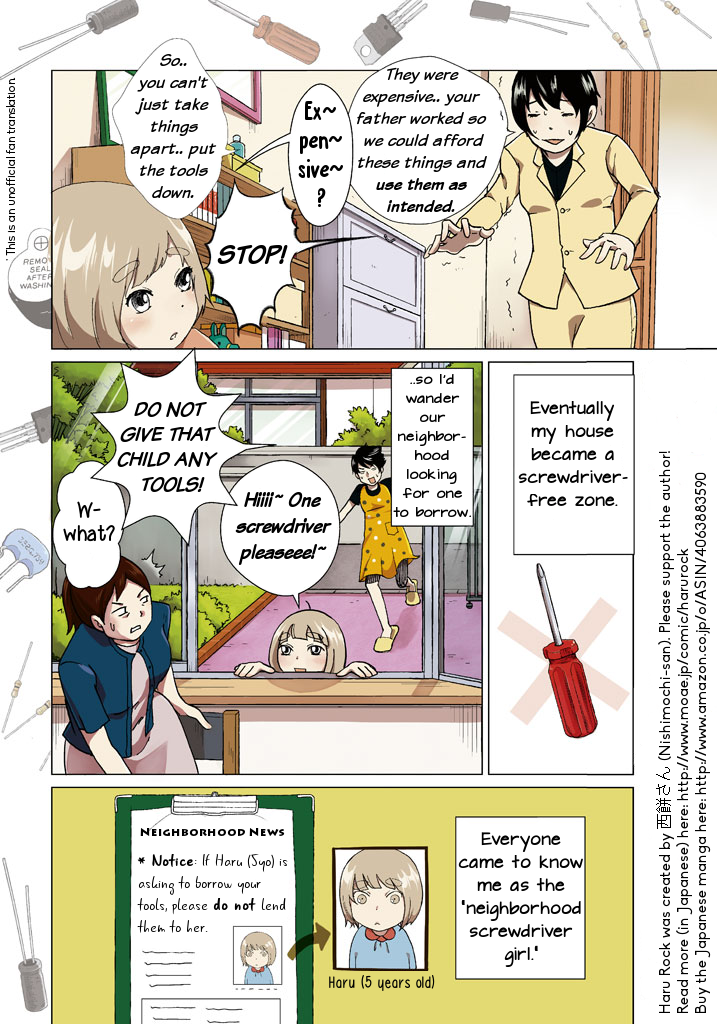 So..
you can't
just take
things
apart.. put
the tools
down.
Ex~
pen~
sive~
?
They were
expensive.. your
father worked so
we could afford
these things and
use them as
intended.
STOP!
This is an unofficial fan translation
REMOVE
SEAL
AFTER
WASHING
DO NOT
GIVE THAT
CHILD ANY
TOOLS!
W-
what?
Hiiii~ One
screwdriver
pleaseee!~
..so I'd
wander
our
neighbor-
hood
looking
for one
to borrow.
Eventually
my house
became a
screwdriver-
free zone.
Neighborhood News
* Notice: If Haru (5yo) is
asking to borrow your
tools, please do not lend
them to her.
Haru (5 years old)
Everyone
came to know
me as the
"neighborhood
screwdriver
girl."
Haru Rock was created by 西餅さん (Nishimochi-san). Please support the author!
Read more (in Japanese) here: http://www.moae.jp/comic/harurock
Buy the Japanese manga here: http://www.amazon.co.jp/o/ASIN/4063883590